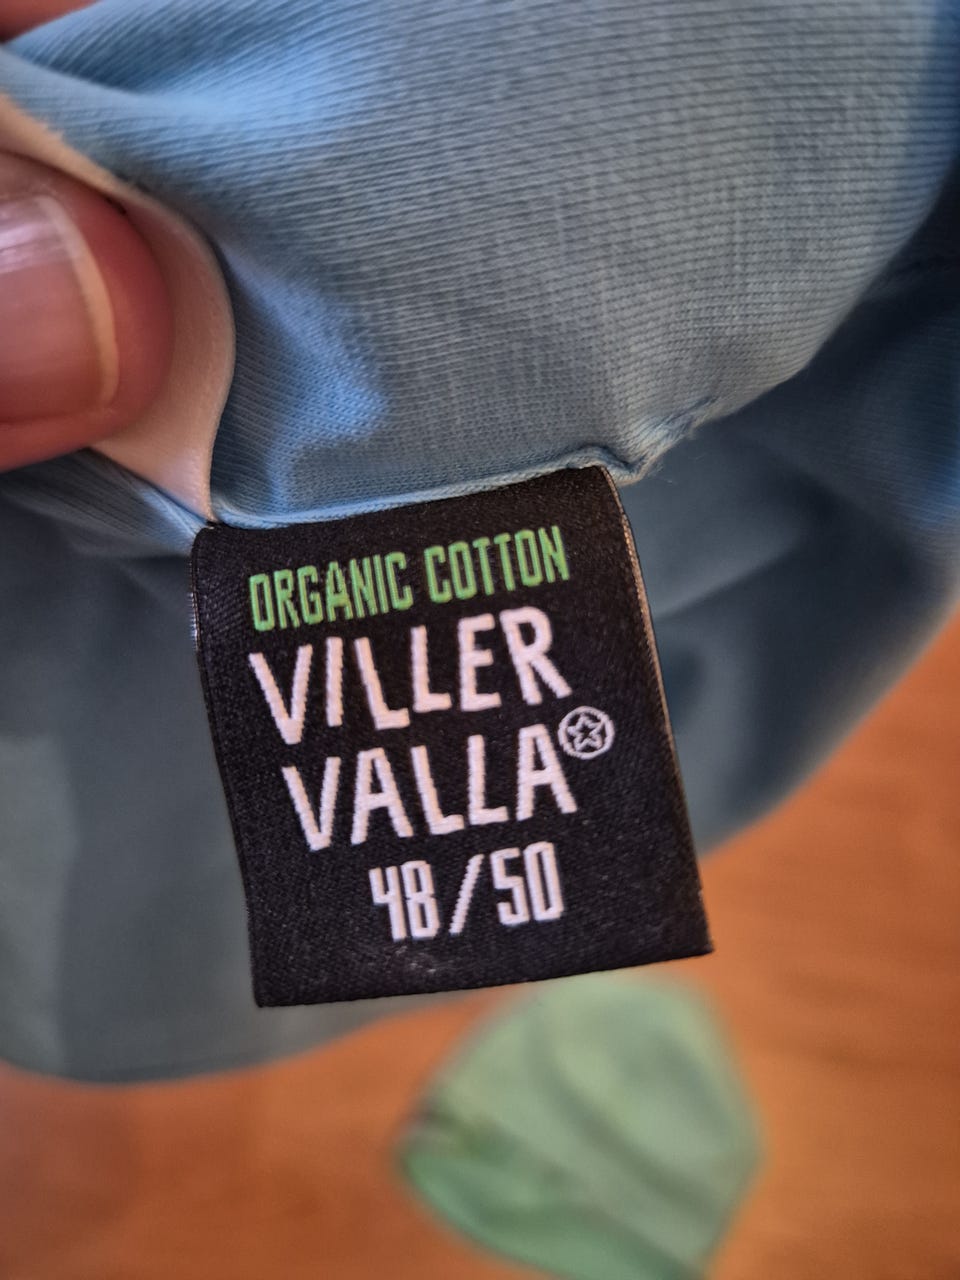 ORGANIC COTTON
VILLER
VALLA
48/50